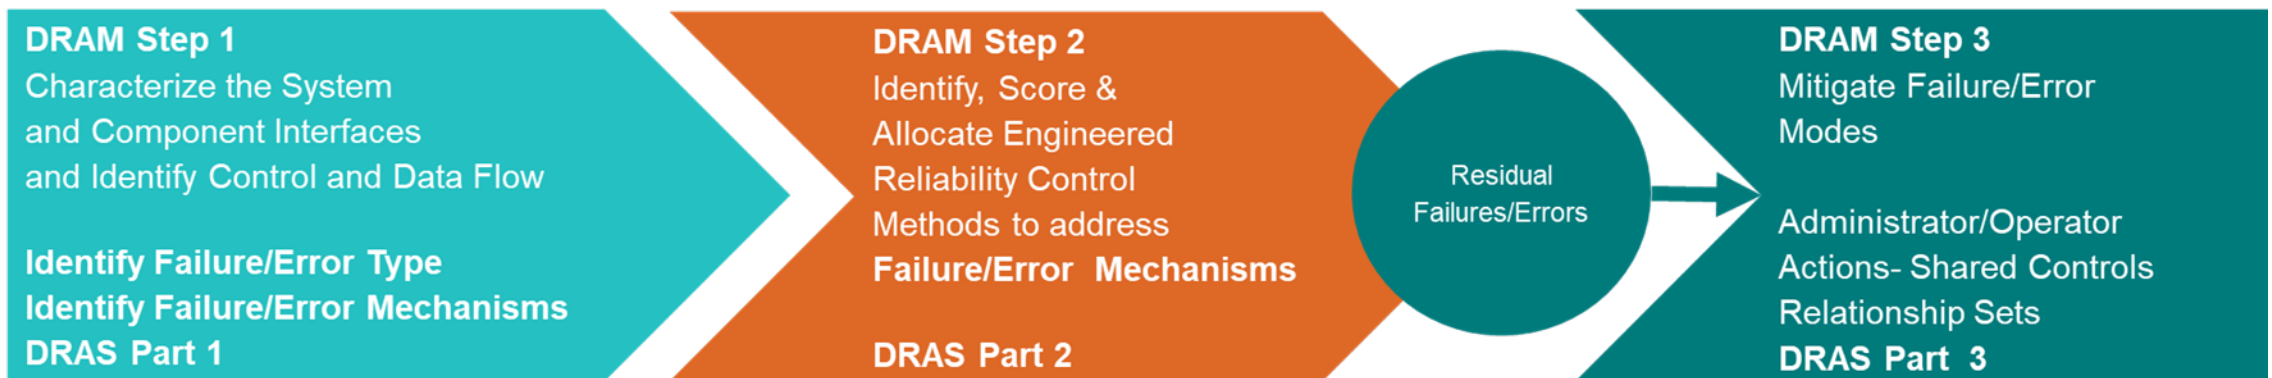 DRAM Step 1
Characterize the System
and Component Interfaces
and Identify Control and Data Flow
Identify Failure/Error Type
Identify Failure/Error Mechanisms
DRAS Part 1
DRAM Step 2
Identify, Score &
Allocate Engineered
Reliability Control
Methods to address
Failure/Error Mechanisms
DRAS Part 2
Residual
Failures/Errors
DRAM Step 3
Mitigate Failure/Error
Modes
Administrator/Operator
Actions- Shared Controls
Relationship Sets
DRAS Part 3